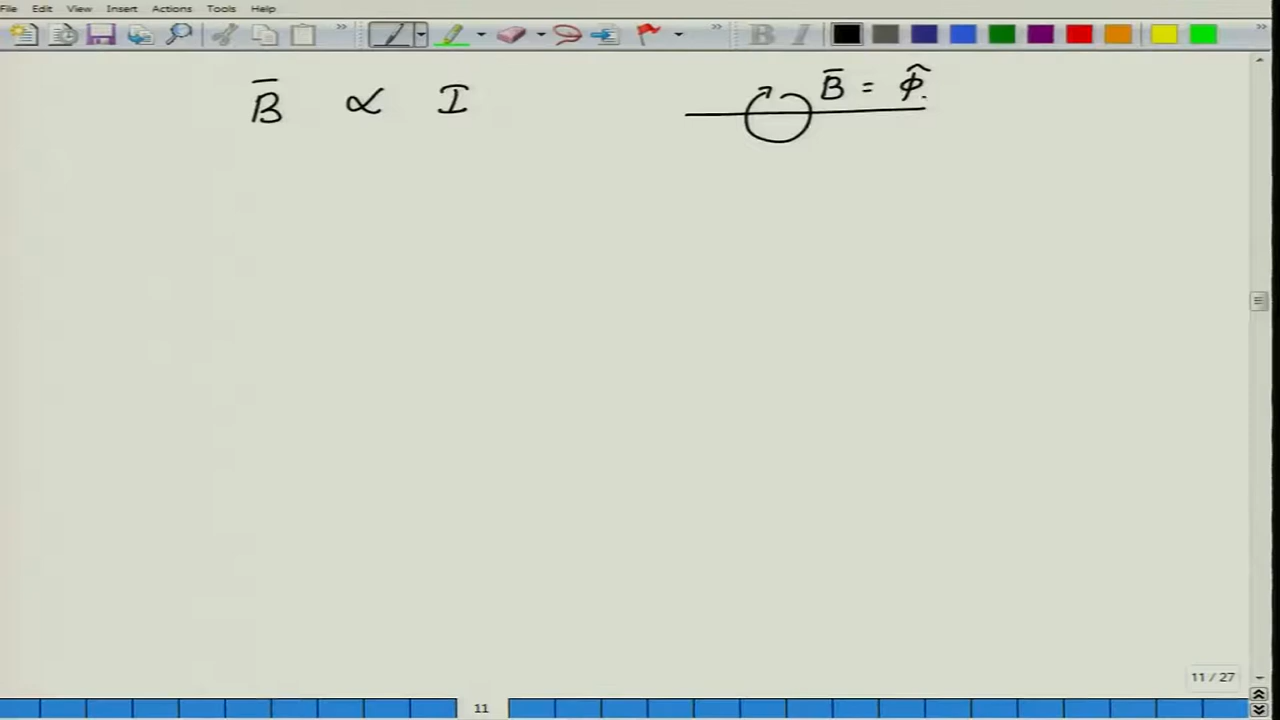 File Edit View Insert Actions Tools Help
» B I »
B̄ ∝ I
B̄ = φ̂.
11 / 27
11